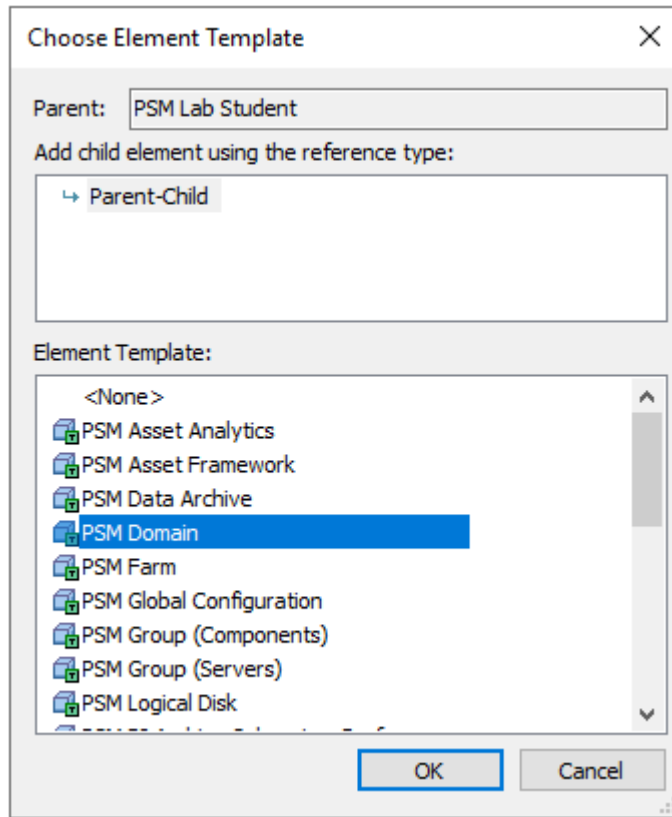 Choose Element Template
Parent: PSM Lab Student
Add child element using the reference type:
Parent-Child
Element Template:
<None>
PSM Asset Analytics
PSM Asset Framework
PSM Data Archive
PSM Domain
PSM Farm
PSM Global Configuration
PSM Group (Components)
PSM Group (Servers)
PSM Logical Disk
OK Cancel